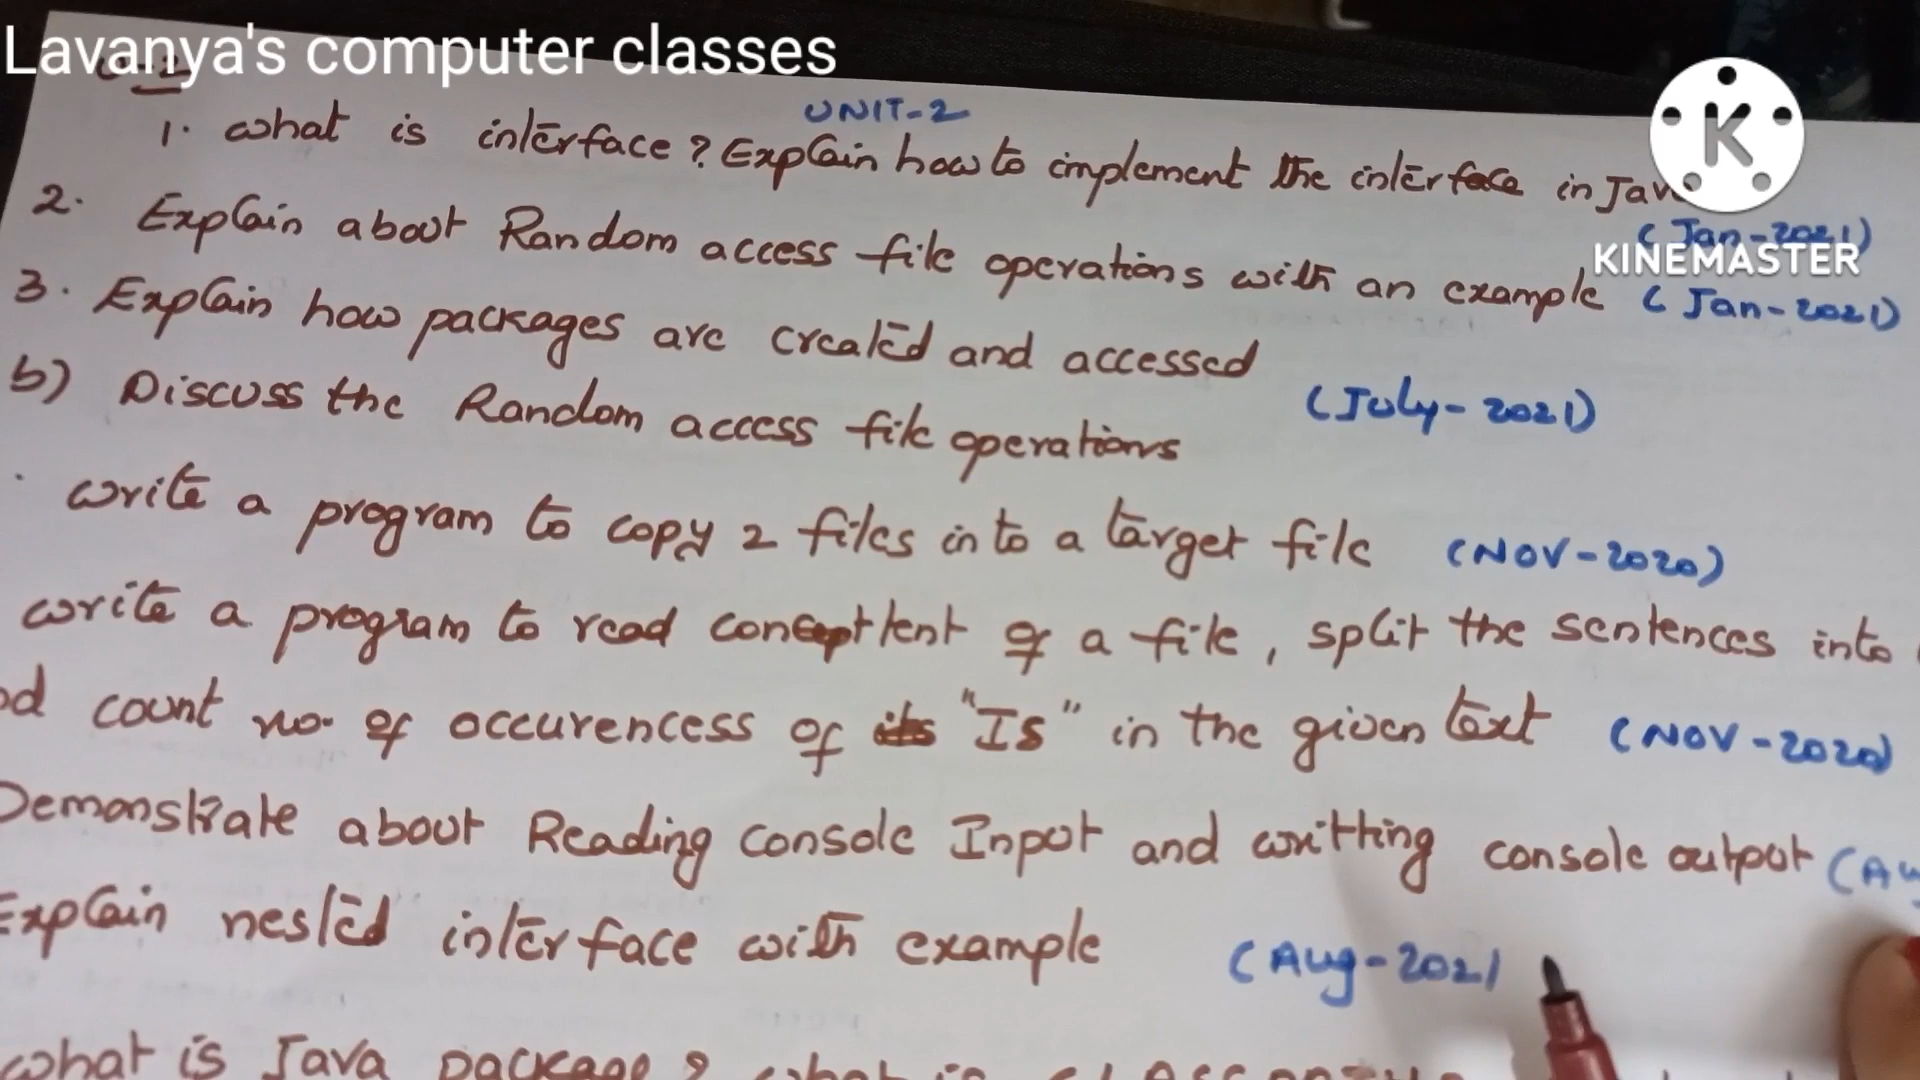 Lavanya's computer classes
UNIT-2
1. what is interface? Explain how to implement the interface in Java
(Jan-2021)
KINEMASTER
2. Explain about Random access file operations with an example (Jan-2021)
3. Explain how packages are created and accessed
(July-2021)
b) Discuss the Random access file operations
write a program to copy 2 files into a target file (NOV-2020)
write a program to read content of a file, split the sentences into
count no. of occurencess of "Is" in the given text (NOV-2020)
Demonstrate about Reading console Input and writting console output (Au
Explain nested interface with example (Aug-2021
what is Java package?